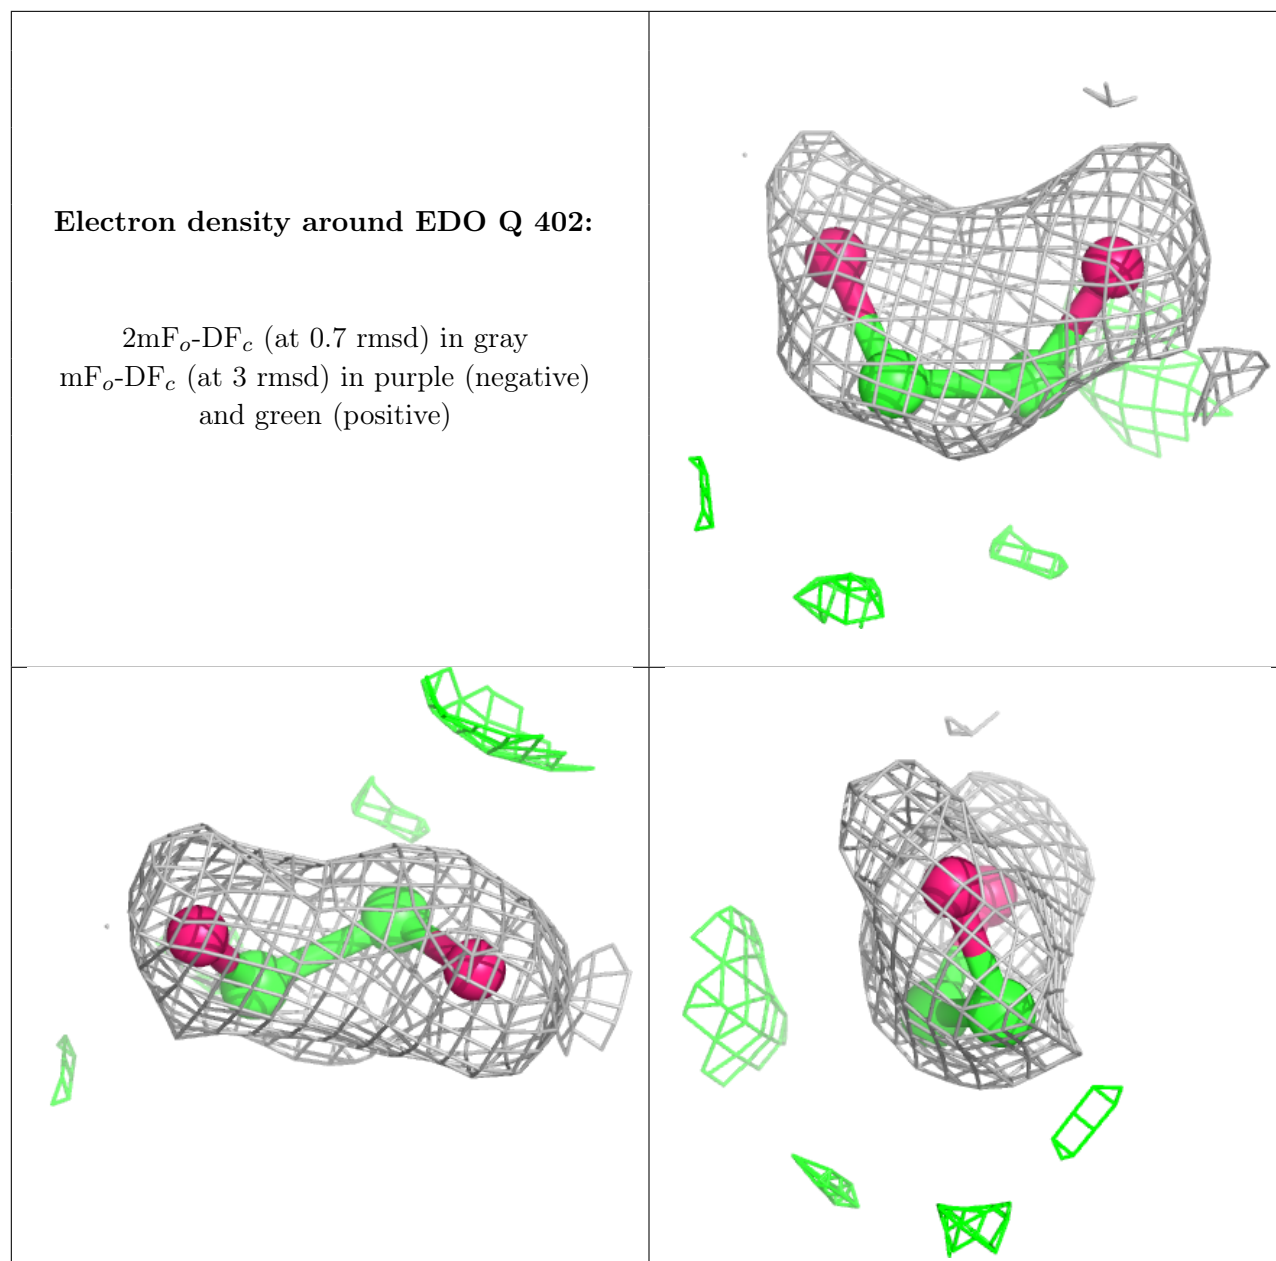 Electron density around EDO Q 402:
2mFo-DFc (at 0.7 rmsd) in gray
mFo-DFc (at 3 rmsd) in purple (negative)
and green (positive)